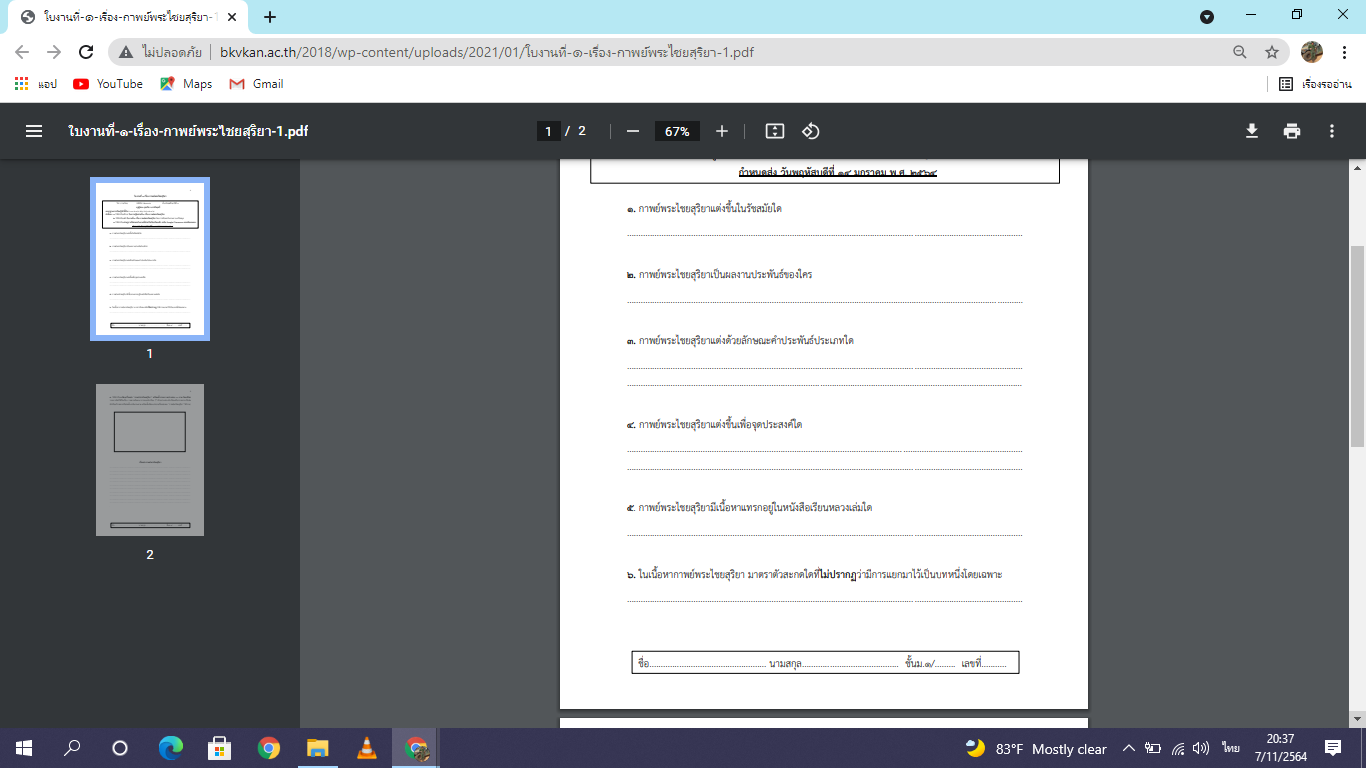 ใบงานที่-๑-เรื่อง-กาพย์พระไชยสุริยา-1
ไม่ปลอดภัย bkvkan.ac.th/2018/wp-content/uploads/2021/01/ใบงานที่-๑-เรื่อง-กาพย์พระไชยสุริยา-1.pdf
แอป YouTube Maps Gmail เรื่องรออ่าน
ใบงานที่-๑-เรื่อง-กาพย์พระไชยสุริยา-1.pdf 1 / 2 67%
กำหนดส่ง วันพฤหัสบดีที่ ๑๔ มกราคม พ.ศ. ๒๕๖๔
๑. กาพย์พระไชยสุริยาแต่งขึ้นในรัชสมัยใด
๒. กาพย์พระไชยสุริยาเป็นผลงานประพันธ์ของใคร
๓. กาพย์พระไชยสุริยาแต่งด้วยลักษณะคำประพันธ์ประเภทใด
๔. กาพย์พระไชยสุริยาแต่งขึ้นเพื่อจุดประสงค์ใด
๕. กาพย์พระไชยสุริยามีเนื้อหาแทรกอยู่ในหนังสือเรียนหลวงเล่มใด
๖. ในเนื้อหากาพย์พระไชยสุริยา มาตราตัวสะกดใดที่ไม่ปรากฏว่ามีการแยกมาไว้เป็นบทหนึ่งโดยเฉพาะ
ชื่อ.................................................. นามสกุล.......................................... ชั้นม.๑/......... เลขที่...........
1
2
83°F Mostly clear ไทย 20:37
7/11/2564